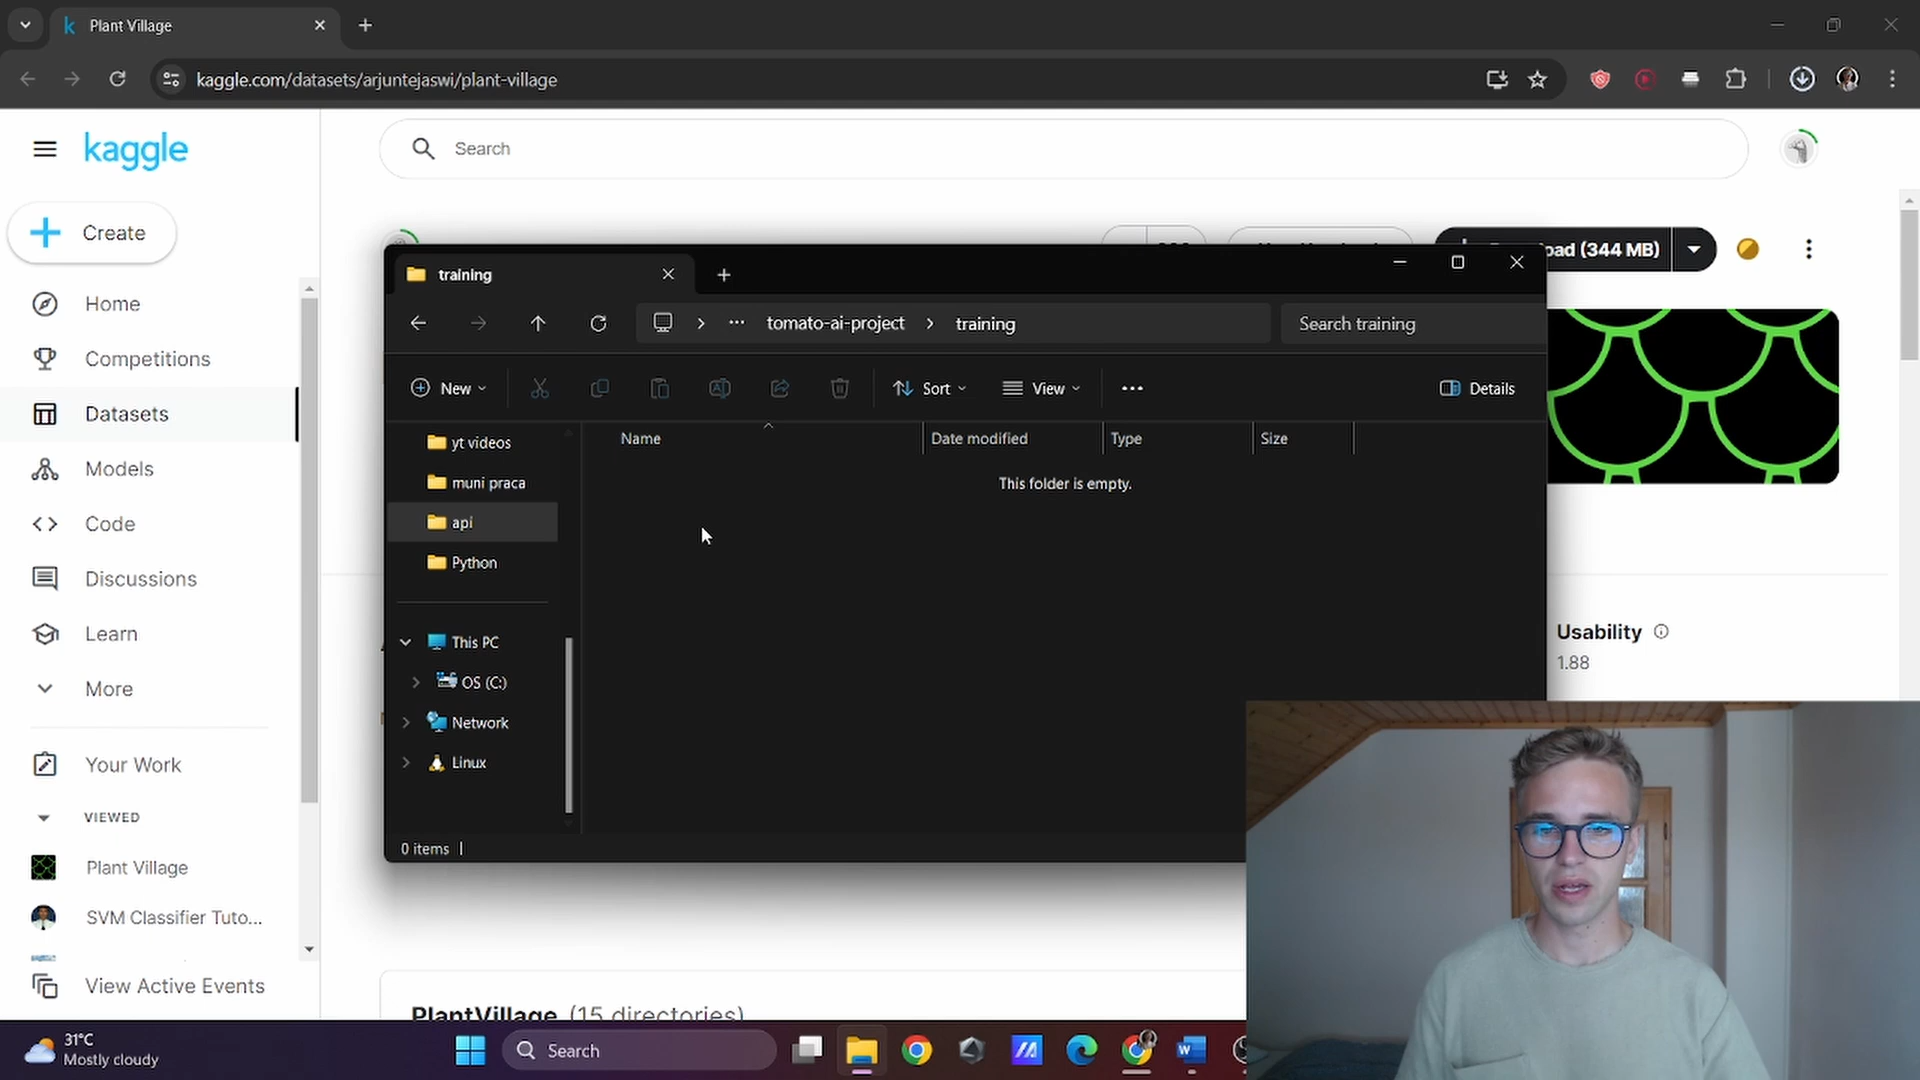 Plant Village
kaggle.com/datasets/arjuntejaswi/plant-village
kaggle
Search
Create
Home
Competitions
Datasets
Models
Code
Discussions
Learn
More
Your Work
VIEWED
Plant Village
SVM Classifier Tuto...
View Active Events
oad (344 MB)
training
tomato-ai-project
training
Search training
New
Sort
View
Details
yt videos
muni praca
api
Python
This PC
OS (C:)
Network
Linux
Name
Date modified
Type
Size
This folder is empty.
0 items
Usability
1.88
PlantVillage (15 directories)
31°C
Mostly cloudy
Search